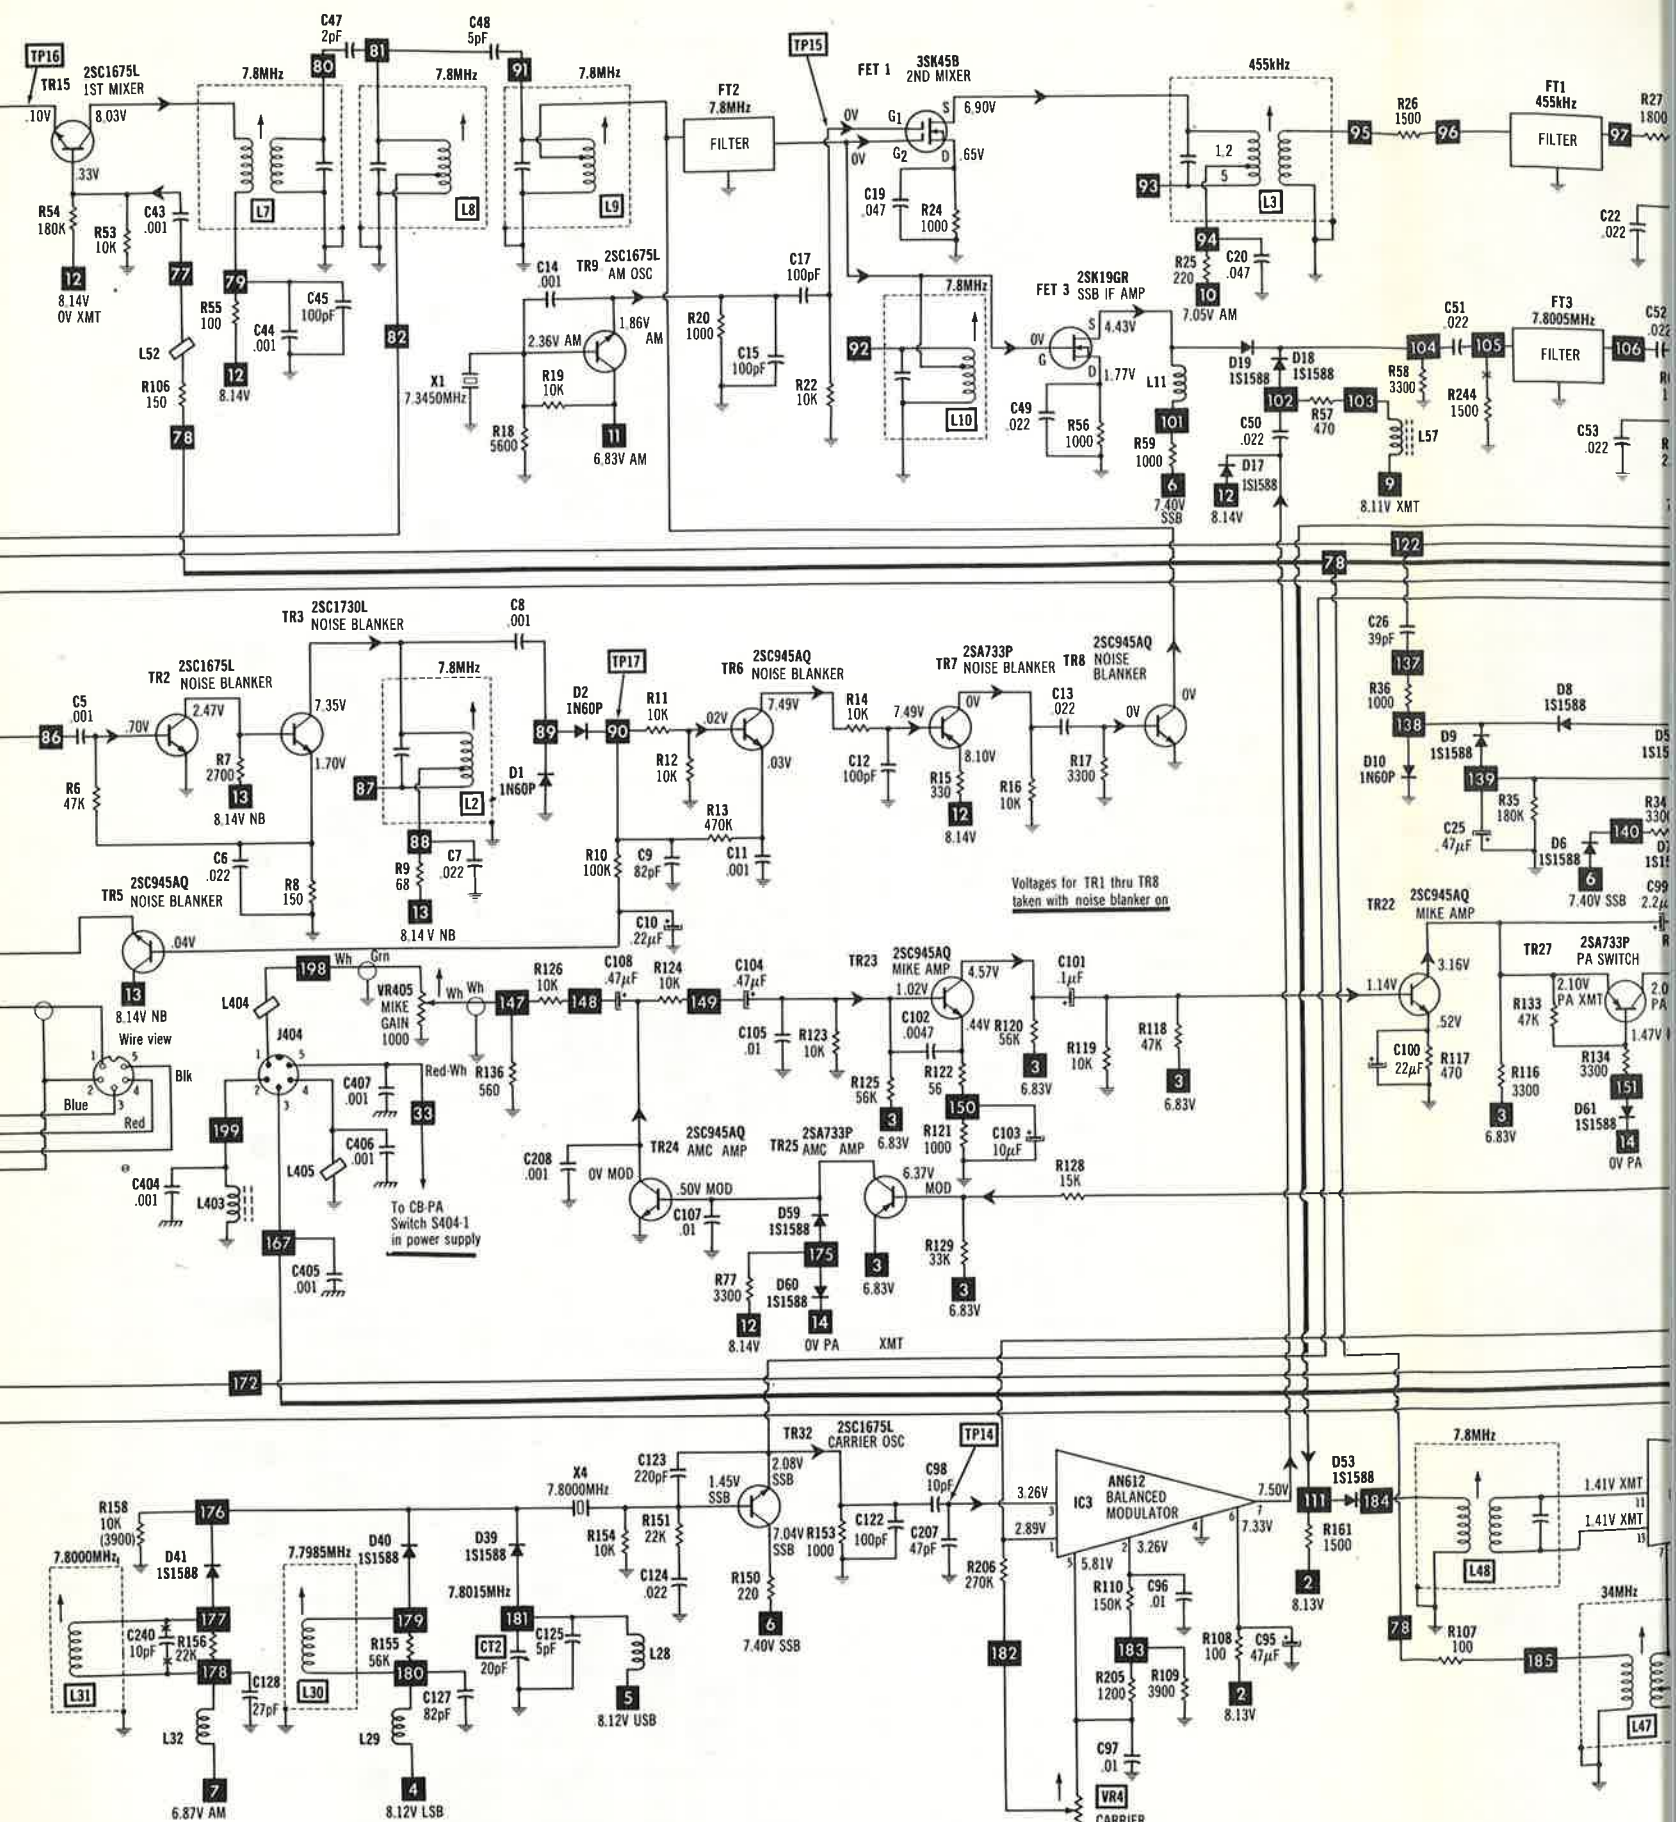 C47
2pF
81
C48
5pF
TP16
TR15
2SC1675L
1ST MIXER
.10V
8.03V
.33V
7.8MHz
80
7.8MHz
91
7.8MHz
L7
L8
L9
FT2
7.8MHz
FILTER
TP15
FET 1
3SK45B
2ND MIXER
0V
G1
G2
0V
S
6.90V
D
.65V
C19
.047
R24
1000
455kHz
93
1,2
5
L3
94
R25
220
C20
.047
10
7.05V AM
95
R26
1500
96
FT1
455kHz
FILTER
97
R27
1800
C22
.022
R54
180K
R53
10K
C43
.001
12
8.14V
0V XMT
77
L52
R106
150
78
79
R55
100
C44
.001
C45
100pF
12
8.14V
82
C14
.001
TR9
2SC1675L
AM OSC
2.36V AM
1.86V
AM
X1
7.3450MHz
R19
10K
R18
5600
11
6.83V AM
R20
1000
C15
100pF
C17
100pF
R22
10K
92
7.8MHz
L10
FET 3
2SK19GR
SSB IF AMP
0V
G
S
4.43V
D
1.77V
C49
.022
R56
1000
L11
101
R59
1000
6
7.40V
SSB
D19
1S1588
D18
1S1588
102
R57
470
103
C50
.022
D17
1S1588
12
8.14V
L57
9
8.11V XMT
104
R58
3300
C51
.022
105
R244
1500
FT3
7.8005MHz
FILTER
106
C52
.022
C53
.022
122
78
C26
39pF
137
R36
1000
138
D10
1N60P
D9
1S1588
D8
1S1588
139
C25
.47µF
R35
180K
D6
1S1588
140
6
7.40V SSB
TR3
2SC1730L
NOISE BLANKER
C8
.001
TR2
2SC1675L
NOISE BLANKER
86
C5
.001
.70V
2.47V
R6
47K
R7
2700
13
8.14V NB
7.35V
1.70V
7.8MHz
87
L2
88
89
D2
1N60P
D1
1N60P
TP17
90
R11
10K
R12
10K
TR6
2SC945AQ
NOISE BLANKER
.02V
7.49V
.03V
R13
470K
R14
10K
C12
100pF
TR7
2SA733P
NOISE BLANKER
7.49V
0V
8.10V
R15
330
12
8.14V
R16
10K
C13
.022
R17
3300
TR8
2SC945AQ
NOISE
BLANKER
0V
0V
C6
.022
R8
150
R9
68
C7
.022
13
8.14 V NB
R10
100K
C9
82pF
C11
.001
C10
.22µF
TR5
2SC945AQ
NOISE BLANKER
.04V
13
8.14V NB
Voltages for TR1 thru TR8
taken with noise blanker on
198
Wh
Grn
L404
J404
VR405
MIKE
GAIN
1000
Wh
Wh
147
R126
10K
148
C108
.47µF
R124
10K
149
C104
.47µF
R136
560
Red-Wh
C407
.001
33
To CB-PA
Switch S404-1
in power supply
C406
.001
L405
Wire view
1
5
2
4
3
Blk
Blue
Red
1
5
2
4
3
199
C404
.001
L403
167
C405
.001
C105
.01
R123
10K
TR23
2SC945AQ
MIKE AMP
1.02V
4.57V
.44V
C102
.0047
R125
56K
3
6.83V
R122
56
150
R121
1000
C103
10µF
R120
56K
3
6.83V
C101
.1µF
R119
10K
R118
47K
3
6.83V
TR22
2SC945AQ
MIKE AMP
1.14V
3.16V
.52V
C100
22µF
R117
470
R116
3300
3
6.83V
TR27
2SA733P
PA SWITCH
2.10V
PA XMT
R133
47K
R134
3300
151
D61
1S1588
14
0V PA
C208
.001
TR24
2SC945AQ
AMC AMP
0V MOD
.50V MOD
C107
.01
TR25
2SA733P
AMC AMP
6.37V
MOD
D59
1S1588
175
R77
3300
12
8.14V
D60
1S1588
14
0V PA
XMT
3
6.83V
R129
33K
3
6.83V
R128
15K
172
TR32
2SC1675L
CARRIER OSC
C123
220pF
2.08V
SSB
1.45V
SSB
7.04V
SSB
X4
7.8000MHz
R154
10K
R151
22K
C124
.022
R150
220
6
7.40V SSB
R153
1000
C122
100pF
C98
10pF
TP14
C207
47pF
3.26V
3
2.89V
1
R206
270K
IC3
AN612
BALANCED
MODULATOR
7.50V
7
6
7.33V
4
5
5.81V
2
3.26V
R110
150K
C96
.01
183
R205
1200
R109
3900
R108
100
C95
47µF
2
8.13V
C97
.01
182
VR4
CARRIER
111
D53
1S1588
184
R161
1500
2
8.13V
7.8MHz
L48
1.41V XMT
11
1.41V XMT
13
34MHz
L47
78
R107
100
185
R158
10K
(3900)
176
7.8000MHz
D41
1S1588
177
C240
10pF
R156
22K
178
L31
C128
27pF
L32
7
6.87V AM
7.7985MHz
D40
1S1588
179
R155
56K
180
L30
C127
82pF
L29
4
8.12V LSB
D39
1S1588
7.8015MHz
181
CT2
20pF
C125
5pF
L28
5
8.12V USB